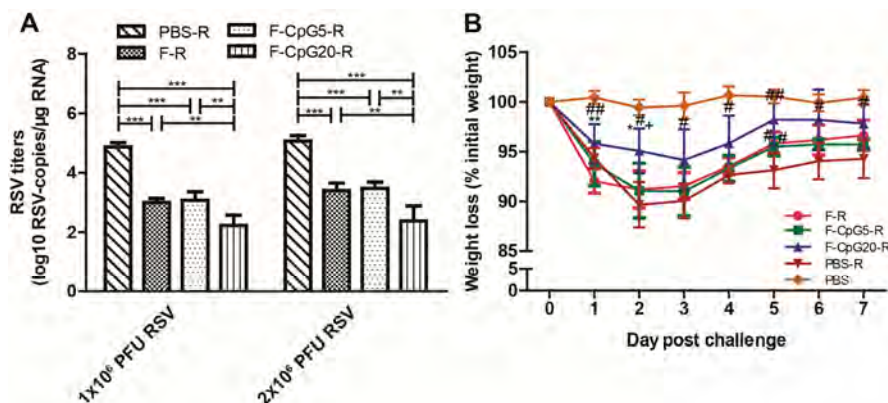 A
PBS-R
F-R
F-CpG5-R
F-CpG20-R
RSV titers
(log10 RSV-copies/µg RNA)
8
6
4
2
0
***
***
**
***
**
***
***
**
***
**
1x10⁶ PFU RSV
2x10⁶ PFU RSV
B
Weight loss (% initial weight)
105
100
95
90
85
5
0
##
**
#
#
#
##
#
#
F-R
F-CpG5-R
F-CpG20-R
PBS-R
PBS
0 1 2 3 4 5 6 7
Day post challenge